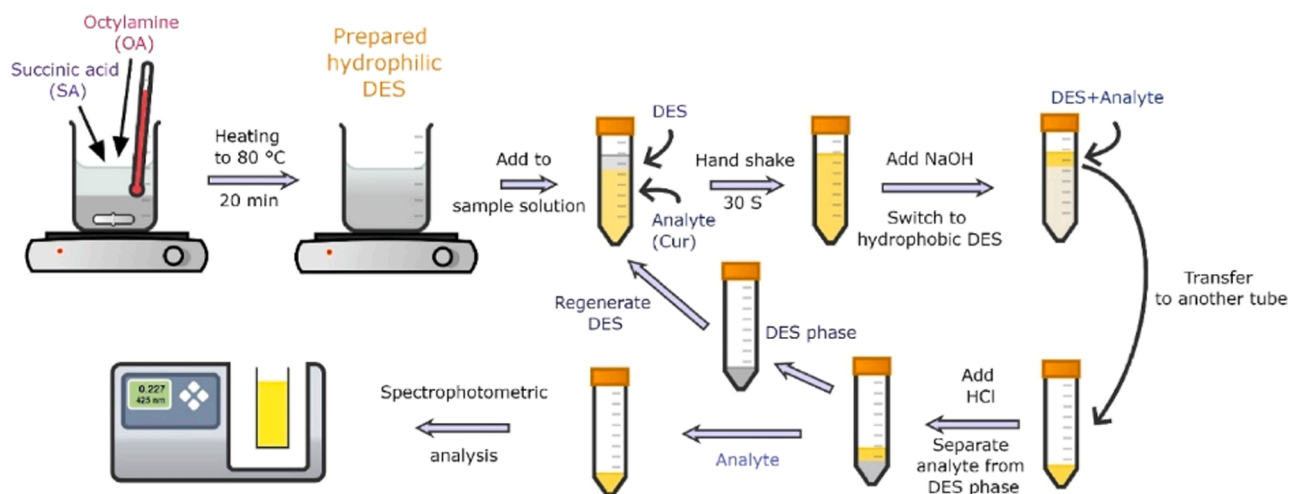 Octylamine
(OA)
Succinic acid
(SA)
Heating
to 80 °C
20 min
Prepared
hydrophilic
DES
Add to
sample solution
DES
Analyte
(Cur)
Hand shake
30 S
Add NaOH
Switch to
hydrophobic DES
DES+Analyte
Transfer
to another tube
Add
HCl
Separate
analyte from
DES phase
DES phase
Regenerate
DES
Analyte
Spectrophotometric
analysis
0.227
425 nm